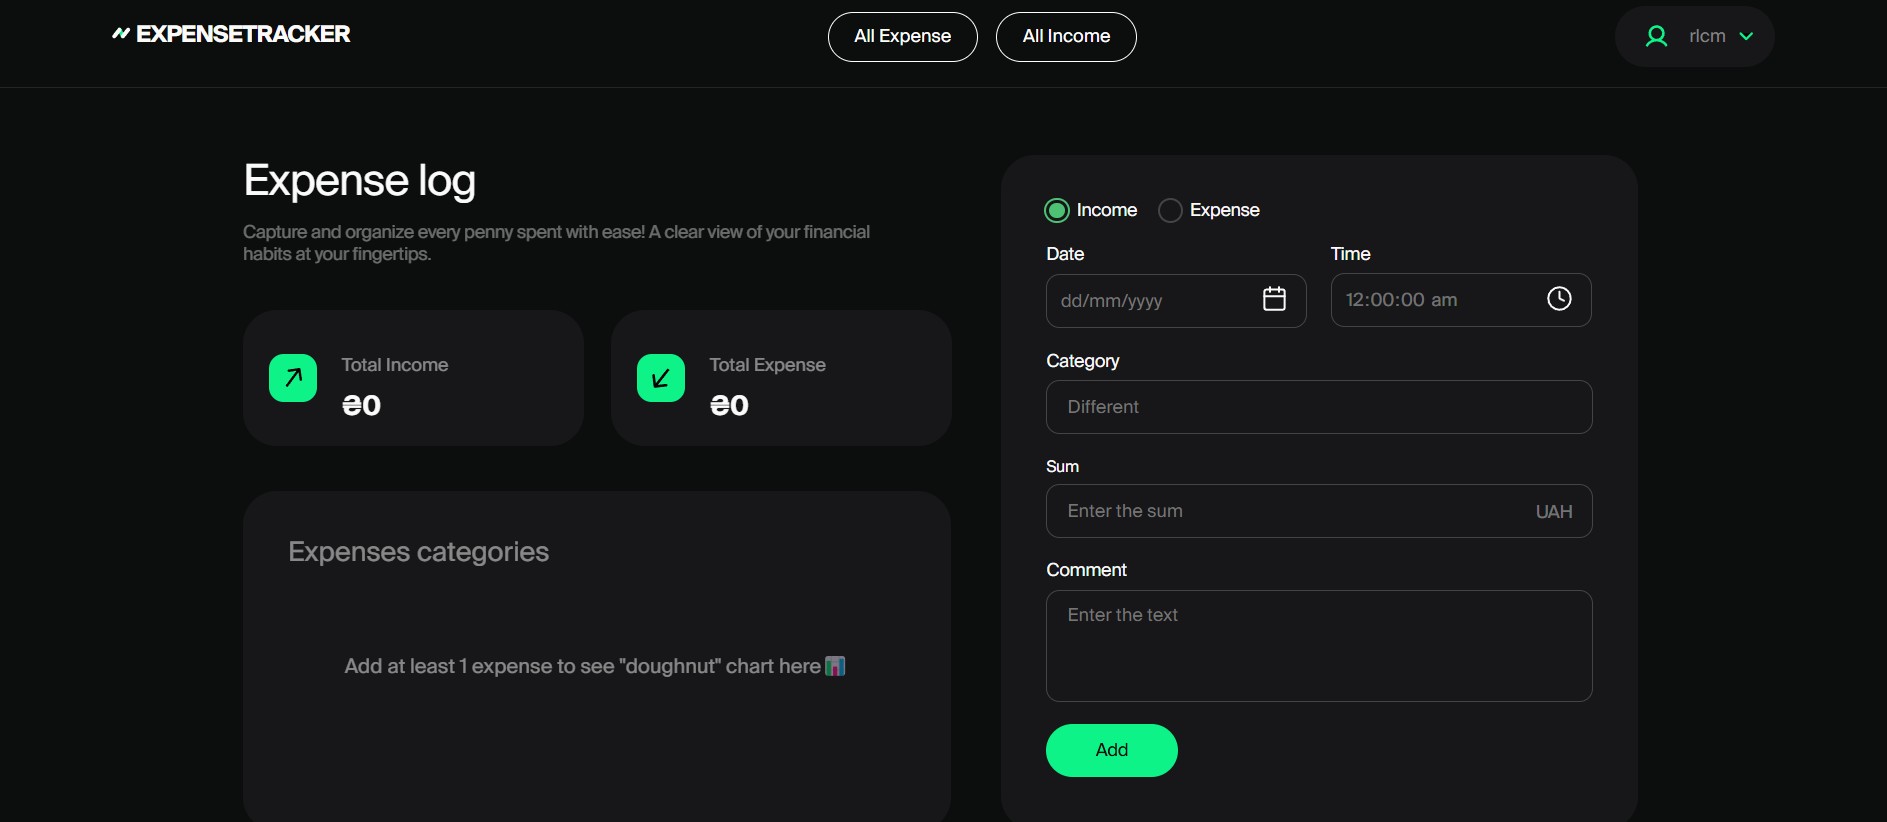 EXPENSETRACKER
All Expense
All Income
rlcm
Expense log
Capture and organize every penny spent with ease! A clear view of your financial
habits at your fingertips.
Total Income
₴0
Total Expense
₴0
Expenses categories
Add at least 1 expense to see "doughnut" chart here
Income
Expense
Date
Time
dd/mm/yyyy
12:00:00 am
Category
Different
Sum
Enter the sum
UAH
Comment
Enter the text
Add